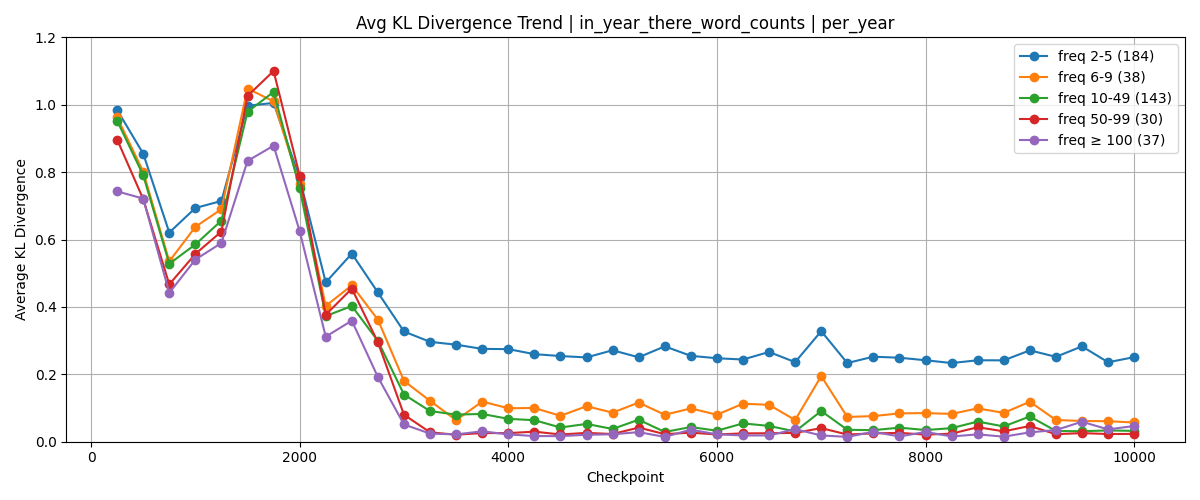 Avg KL Divergence Trend | in_year_there_word_counts | per_year
1.2
1.0
0.8
0.6
0.4
0.2
0.0
Average KL Divergence
freq 2-5 (184)
freq 6-9 (38)
freq 10-49 (143)
freq 50-99 (30)
freq ≥ 100 (37)
0
2000
4000
6000
8000
10000
Checkpoint